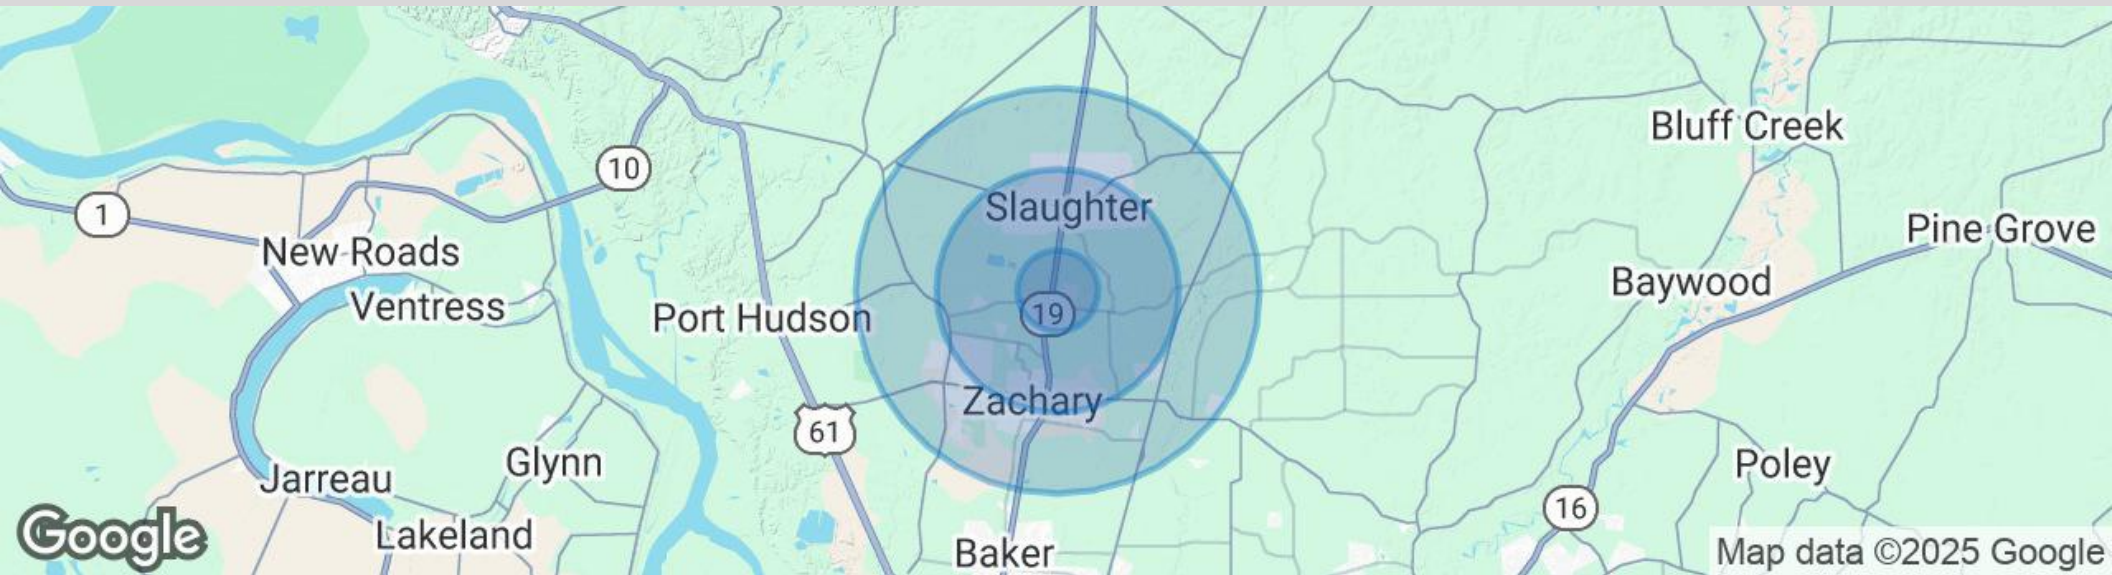 Bluff Creek
10
Slaughter
1
New Roads
Pine Grove
Baywood
Ventress
Port Hudson
19
Zachary
61
Glynn
Poley
Jarreau
16
Google
Lakeland
Baker
Map data ©2025 Google